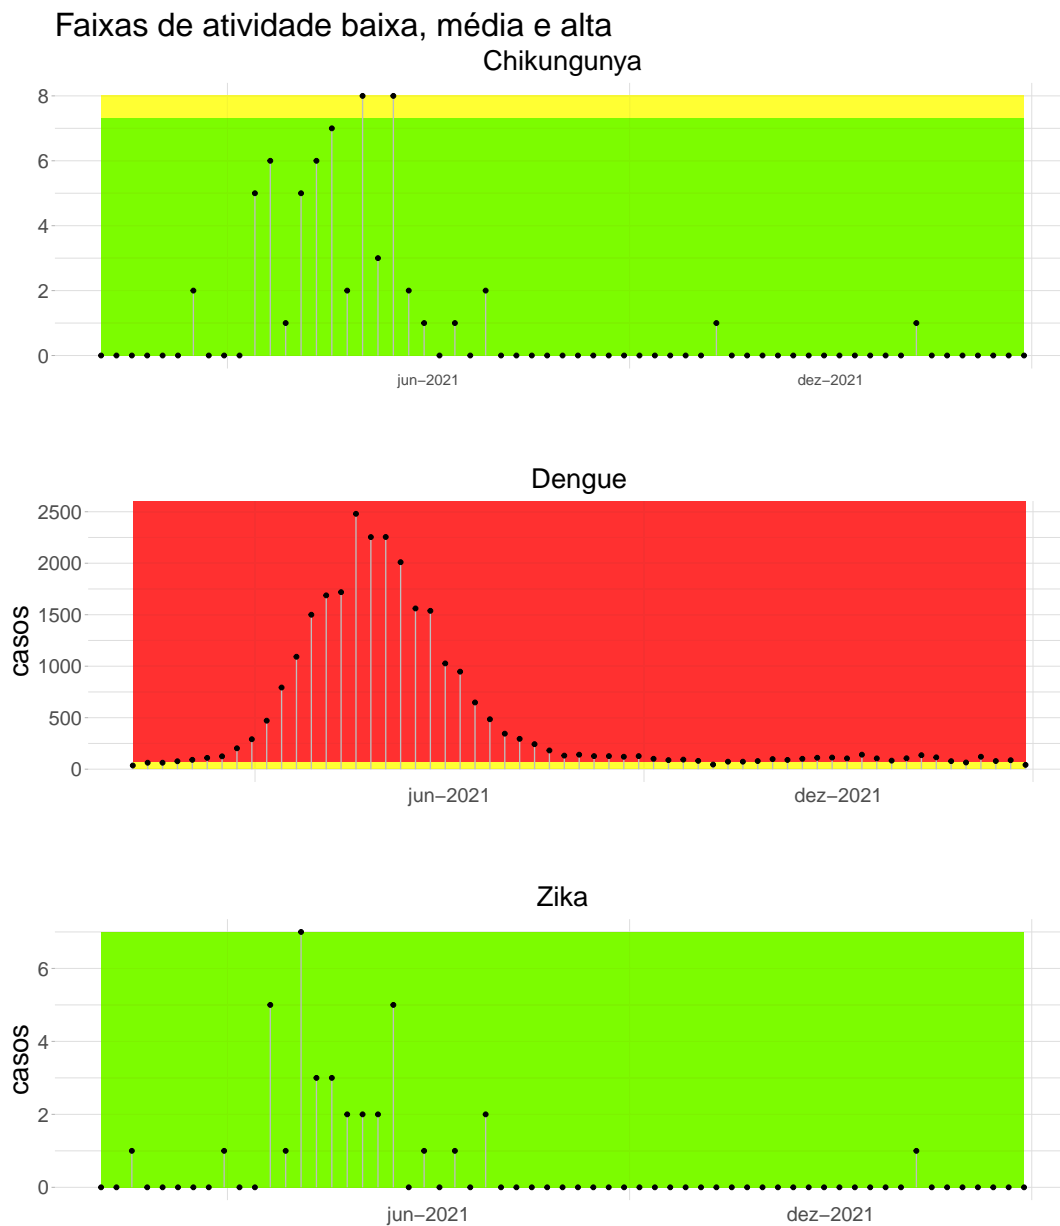 Faixas de atividade baixa, média e alta
Chikungunya
8
6
4
2
0
jun−2021
dez−2021
Dengue
casos
2500
2000
1500
1000
500
0
jun−2021
dez−2021
Zika
casos
6
4
2
0
jun−2021
dez−2021